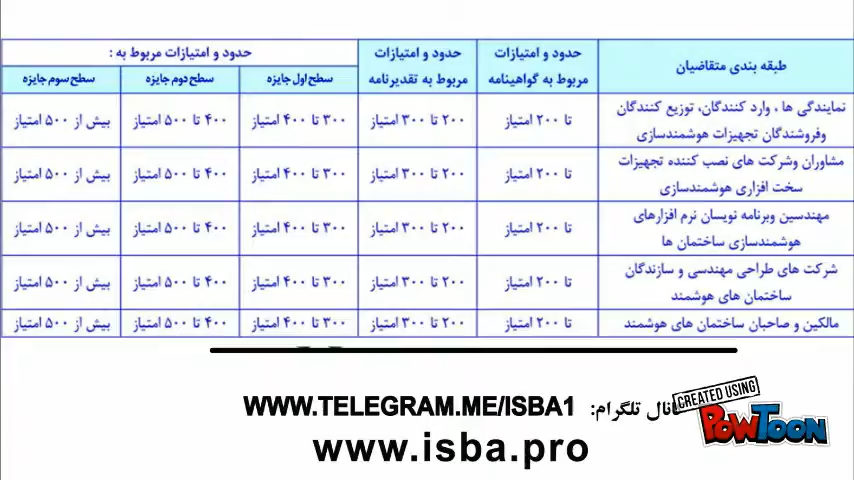 طبقه بندی متقاضیان
حدود و امتیازات
مربوط به گواهینامه
حدود و امتیازات
مربوط به تقدیرنامه
حدود و امتیازات مربوط به :
سطح اول جایزه
سطح دوم جایزه
سطح سوم جایزه
نمایندگی ها ، وارد کنندگان، توزیع کنندگان
وفروشندگان تجهیزات هوشمندسازی
تا ۲۰۰ امتیاز
۲۰۰ تا ۳۰۰ امتیاز
۳۰۰ تا ۴۰۰ امتیاز
۴۰۰ تا ۵۰۰ امتیاز
بیش از ۵۰۰ امتیاز
مشاوران وشرکت های نصب کننده تجهیزات
سخت افزاری هوشمندسازی
تا ۲۰۰ امتیاز
۲۰۰ تا ۳۰۰ امتیاز
۳۰۰ تا ۴۰۰ امتیاز
۴۰۰ تا ۵۰۰ امتیاز
بیش از ۵۰۰ امتیاز
مهندسین وبرنامه نویسان نرم افزارهای
هوشمندسازی ساختمان ها
تا ۲۰۰ امتیاز
۲۰۰ تا ۳۰۰ امتیاز
۳۰۰ تا ۴۰۰ امتیاز
۴۰۰ تا ۵۰۰ امتیاز
بیش از ۵۰۰ امتیاز
شرکت های طراحی مهندسی و سازندگان
ساختمان های هوشمند
تا ۲۰۰ امتیاز
۲۰۰ تا ۳۰۰ امتیاز
۳۰۰ تا ۴۰۰ امتیاز
۴۰۰ تا ۵۰۰ امتیاز
بیش از ۵۰۰ امتیاز
مالکین و صاحبان ساختمان های هوشمند
تا ۲۰۰ امتیاز
۲۰۰ تا ۳۰۰ امتیاز
۳۰۰ تا ۴۰۰ امتیاز
۴۰۰ تا ۵۰۰ امتیاز
بیش از ۵۰۰ امتیاز
تلگرام: WWW.TELEGRAM.ME/ISBA1
www.isba.pro
CREATED USING
POWTOON